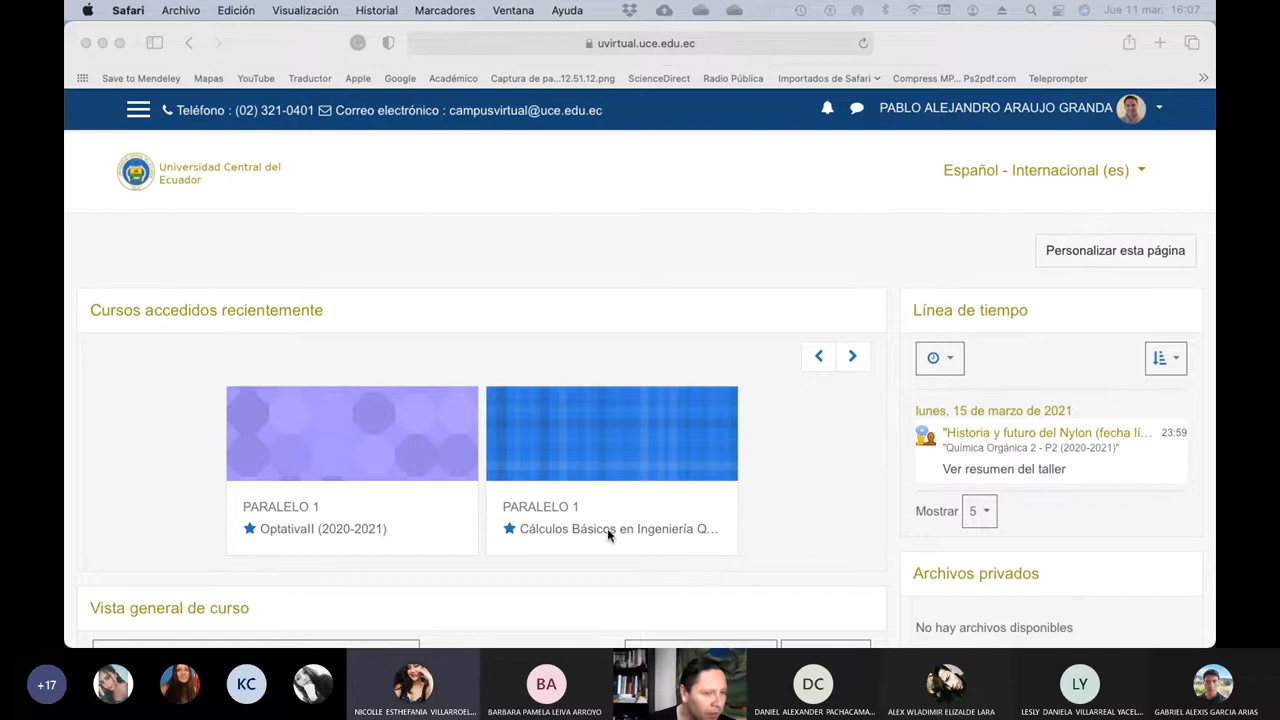 Safari Archivo Edición Visualización Historial Marcadores Ventana Ayuda Jue 11 mar. 16:07
uvirtual.uce.edu.ec
Save to Mendeley Mapas YouTube Traductor Apple Google Académico Captura de pa...12.51.12.png ScienceDirect Radio Pública Importados de Safari Compress MP... Ps2pdf.com Teleprompter
Teléfono : (02) 321-0401 Correo electrónico : campusvirtual@uce.edu.ec PABLO ALEJANDRO ARAUJO GRANDA
Universidad Central del
Ecuador
Español - Internacional (es)
Personalizar esta página
Cursos accedidos recientemente
PARALELO 1
OptativaII (2020-2021)
PARALELO 1
Cálculos Básicos en Ingeniería Q...
Vista general de curso
Línea de tiempo
lunes, 15 de marzo de 2021
"Historia y futuro del Nylon (fecha lí... 23:59
"Química Orgánica 2 - P2 (2020-2021)"
Ver resumen del taller
Mostrar 5
Archivos privados
No hay archivos disponibles
+17 KC BA DC LY
NICOLLE ESTHEFANIA VILLARROEL... BARBARA PAMELA LEIVA ARROYO DANIEL ALEXANDER PACHACAMA... ALEX WLADIMIR ELIZALDE LARA LESLY DANIELA VILLARREAL YACEL... GABRIEL ALEXIS GARCIA ARIAS